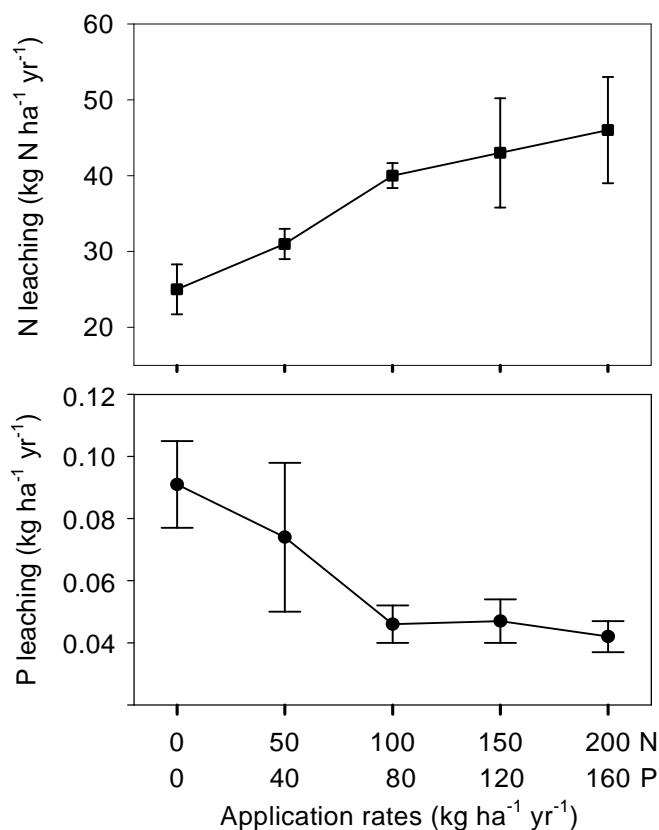 N leaching (kg N ha⁻¹ yr⁻¹)
60
50
40
30
20
P leaching (kg ha⁻¹ yr⁻¹)
0.12
0.10
0.08
0.06
0.04
0 50 100 150 200 N
0 40 80 120 160 P
Application rates (kg ha⁻¹ yr⁻¹)